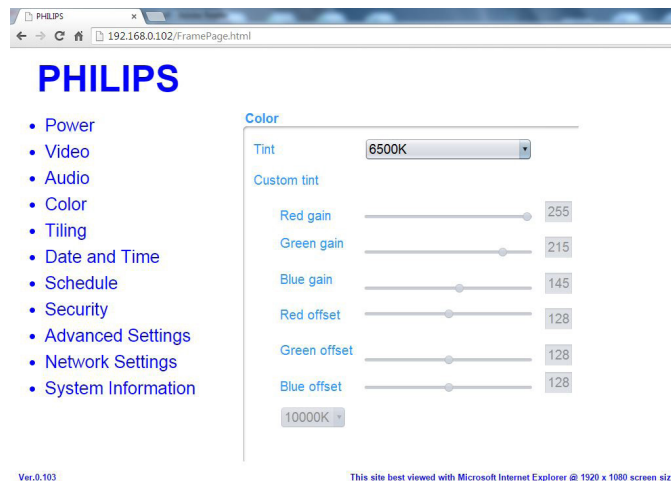 PHILIPS
192.168.0.102/FramePage.html
PHILIPS
Power
Video
Audio
Color
Tiling
Date and Time
Schedule
Security
Advanced Settings
Network Settings
System Information
Color
Tint 6500K
Custom tint
Red gain 255
Green gain 215
Blue gain 145
Red offset 128
Green offset 128
Blue offset 128
10000K
Ver.0.103
This site best viewed with Microsoft Internet Explorer @ 1920 x 1080 screen siz